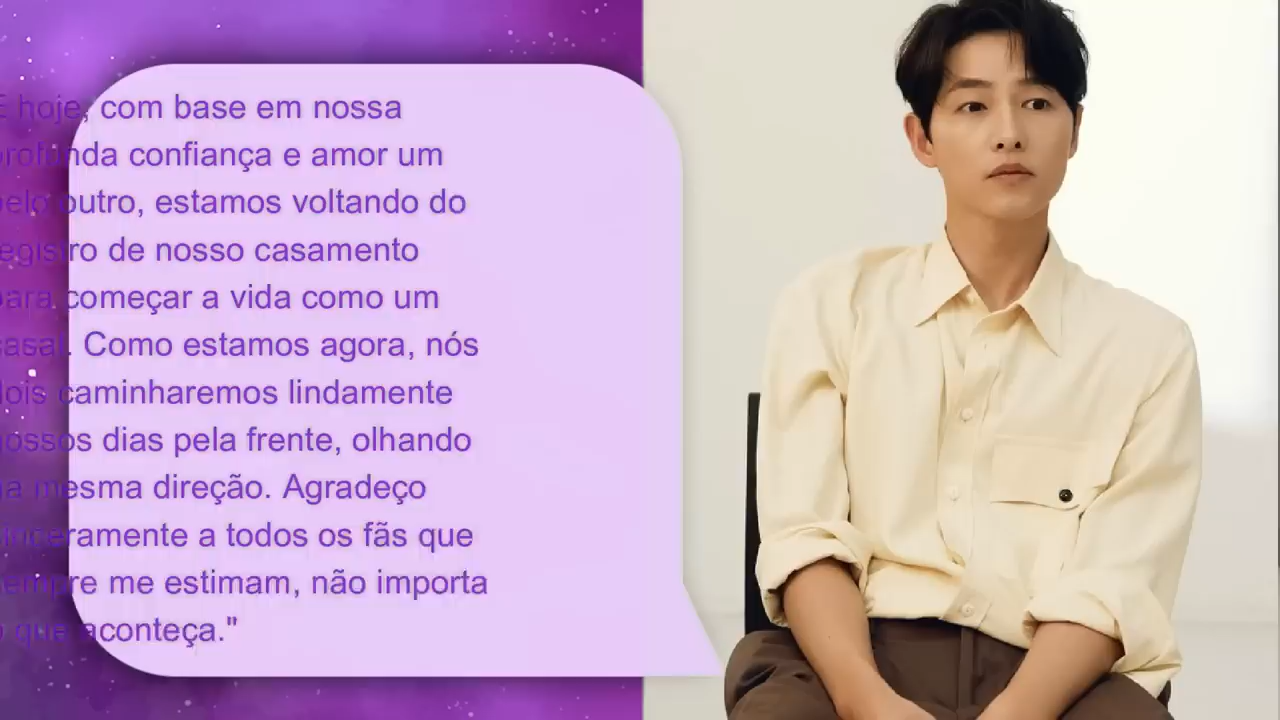 E hoje, com base em nossa
profunda confiança e amor um
pelo outro, estamos voltando do
registro de nosso casamento
para começar a vida como um
casal. Como estamos agora, nós
dois caminharemos lindamente
nossos dias pela frente, olhando
na mesma direção. Agradeço
sinceramente a todos os fãs que
sempre me estimam, não importa
o que aconteça."